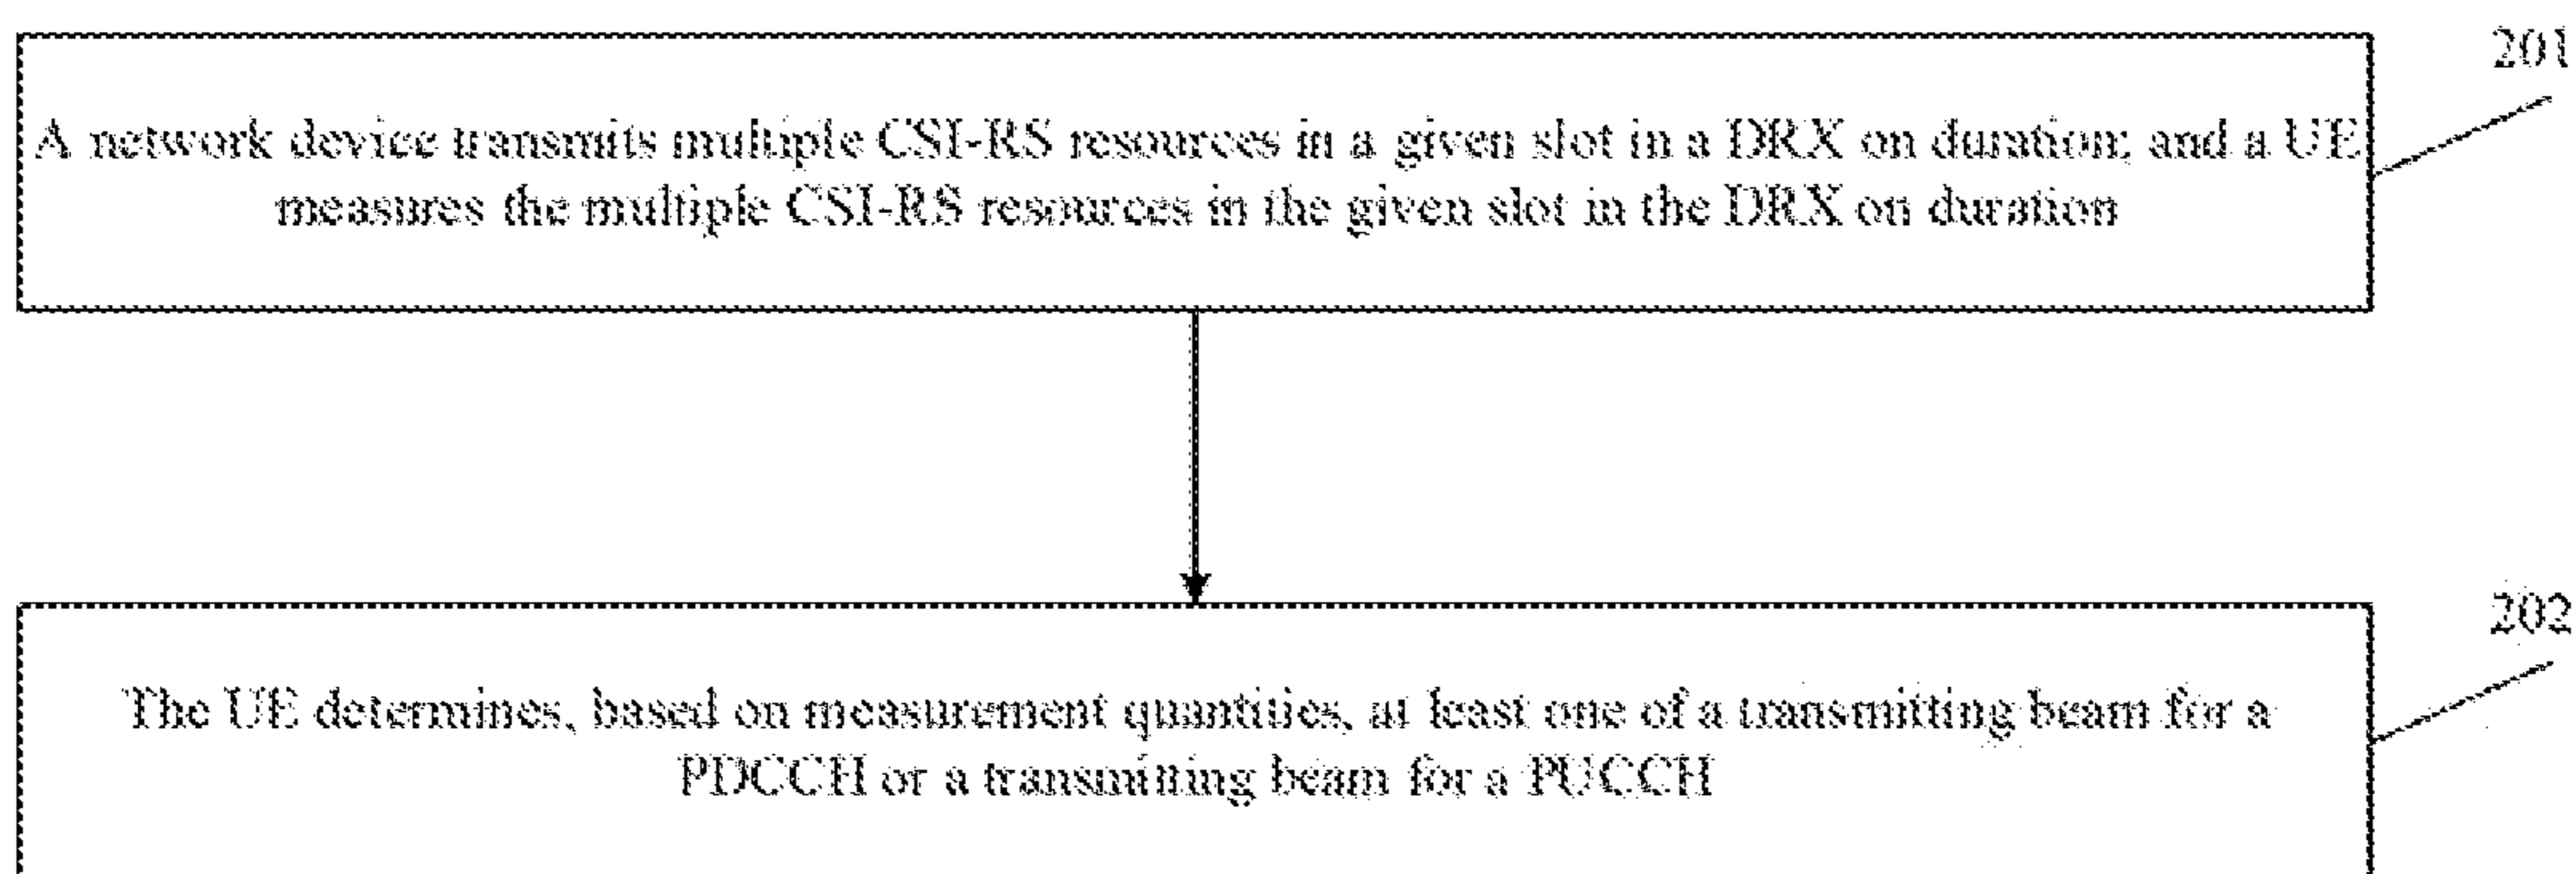 201
A network device transmits multiple CSI-RS resources in a given slot in a DRX on duration; and a UE
measures the multiple CSI-RS resources in the given slot in the DRX on duration
202
The UE determines, based on measurement quantities, at least one of a transmitting beam for a
PDCCH or a transmitting beam for a PUCCH